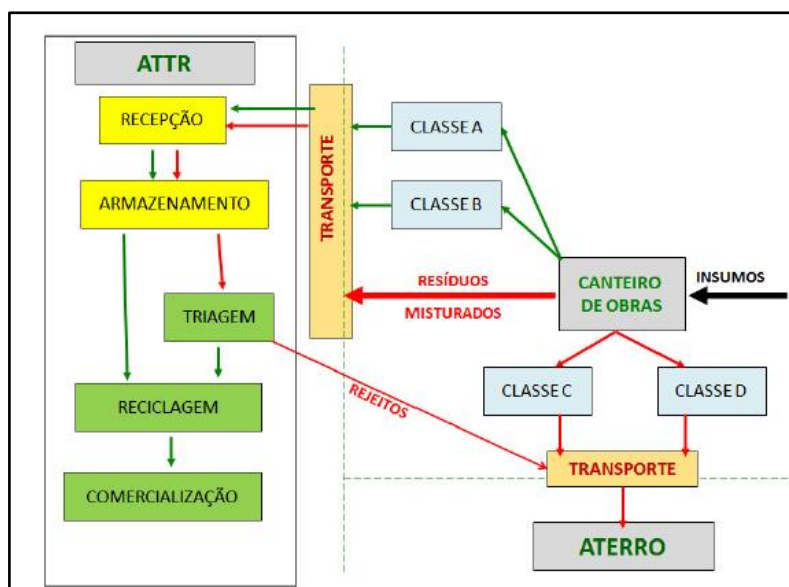 ATTR
RECEPÇÃO
ARMAZENAMENTO
TRIAGEM
RECICLAGEM
COMERCIALIZAÇÃO
TRANSPORTE
CLASSE A
CLASSE B
RESÍDUOS
MISTURADOS
CANTEIRO
DE OBRAS
INSUMOS
CLASSE C
CLASSE D
REJEITOS
TRANSPORTE
ATERRO